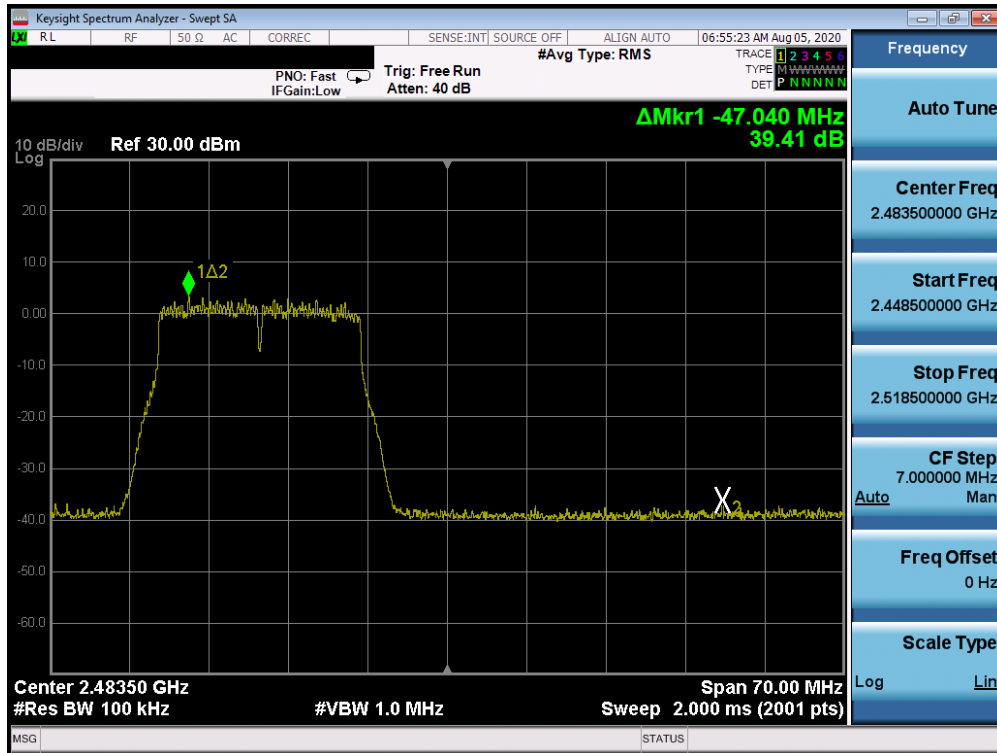 Keysight Spectrum Analyzer - Swept SA
LXI RL RF 50 Ω AC CORREC SENSE:INT SOURCE OFF ALIGN AUTO 06:55:23 AM Aug 05, 2020
#Avg Type: RMS
TRACE 1 2 3 4 5 6
PNO: Fast Trig: Free Run
TYPE M W W W W W
IFGain:Low Atten: 40 dB
DET P N N N N N
ΔMkr1 -47.040 MHz
39.41 dB
10 dB/div Ref 30.00 dBm
Log
20.0
10.0
1Δ2
0.00
-10.0
-20.0
-30.0
X2
-40.0
-50.0
-60.0
Center 2.48350 GHz Span 70.00 MHz
#Res BW 100 kHz #VBW 1.0 MHz Sweep 2.000 ms (2001 pts)
MSG STATUS
Frequency
Auto Tune
Center Freq
2.483500000 GHz
Start Freq
2.448500000 GHz
Stop Freq
2.518500000 GHz
CF Step
7.000000 MHz
Auto Man
Freq Offset
0 Hz
Scale Type
Log Lin